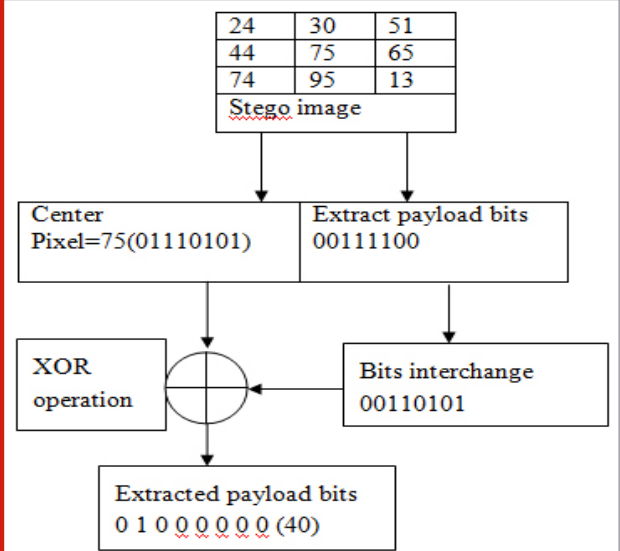 24 30 51
44 75 65
74 95 13
Stego image
Center
Pixel=75(01110101)
Extract payload bits
00111100
XOR
operation
Bits interchange
00110101
Extracted payload bits
0 1 0 0 0 0 0 0 (40)